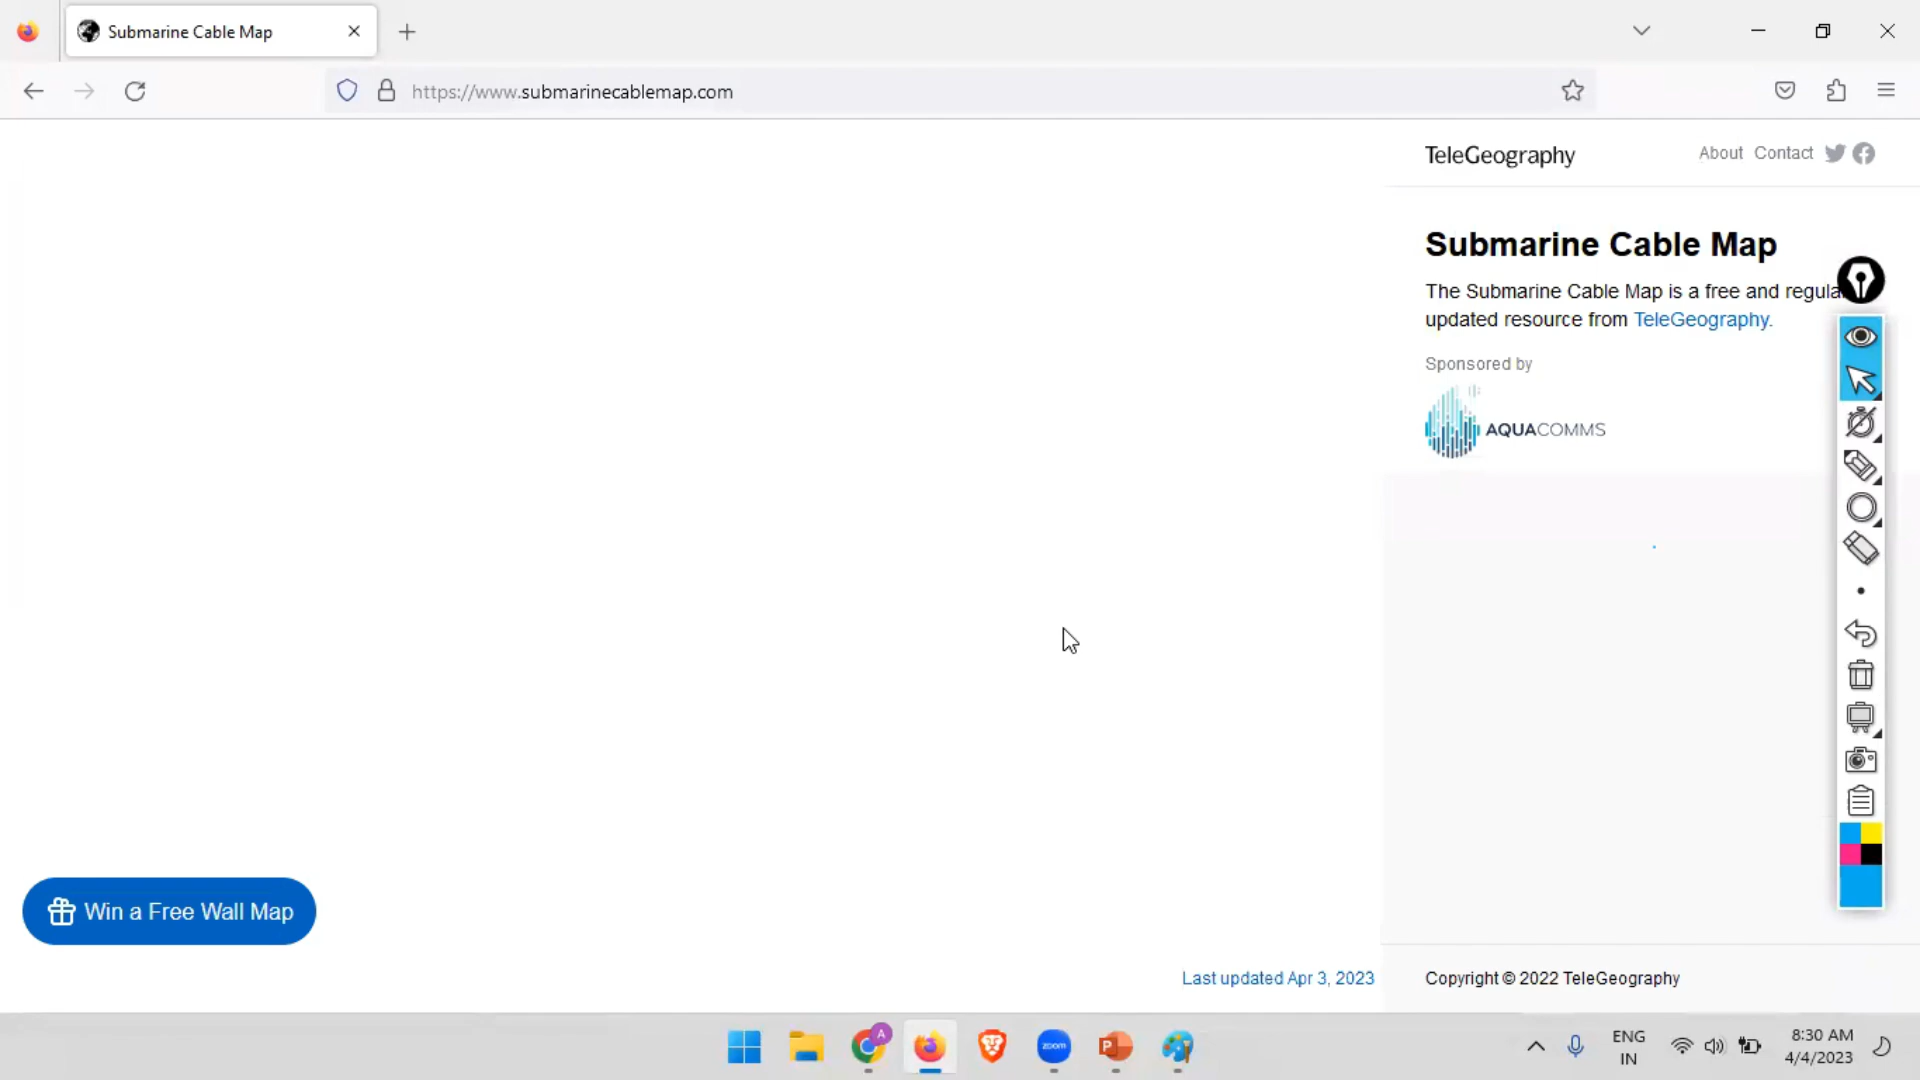 Submarine Cable Map
https://www.submarinecablemap.com
TeleGeography
About Contact
Submarine Cable Map
The Submarine Cable Map is a free and regula
updated resource from TeleGeography.
Sponsored by
AQUACOMMS
Win a Free Wall Map
Last updated Apr 3, 2023
Copyright © 2022 TeleGeography
A
zoom
P
ENG
IN
8:30 AM
4/4/2023